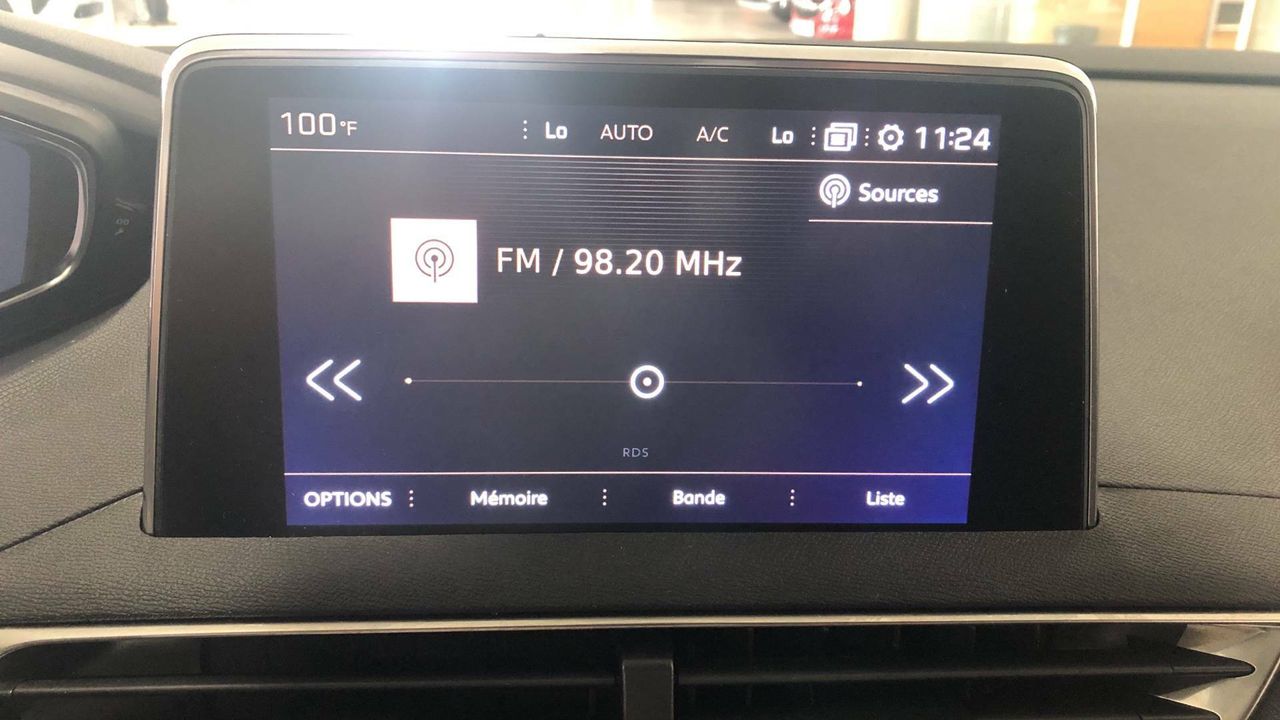 100°F Lo AUTO A/C Lo 11:24
Sources
FM / 98.20 MHz
RDS
OPTIONS Mémoire Bande Liste